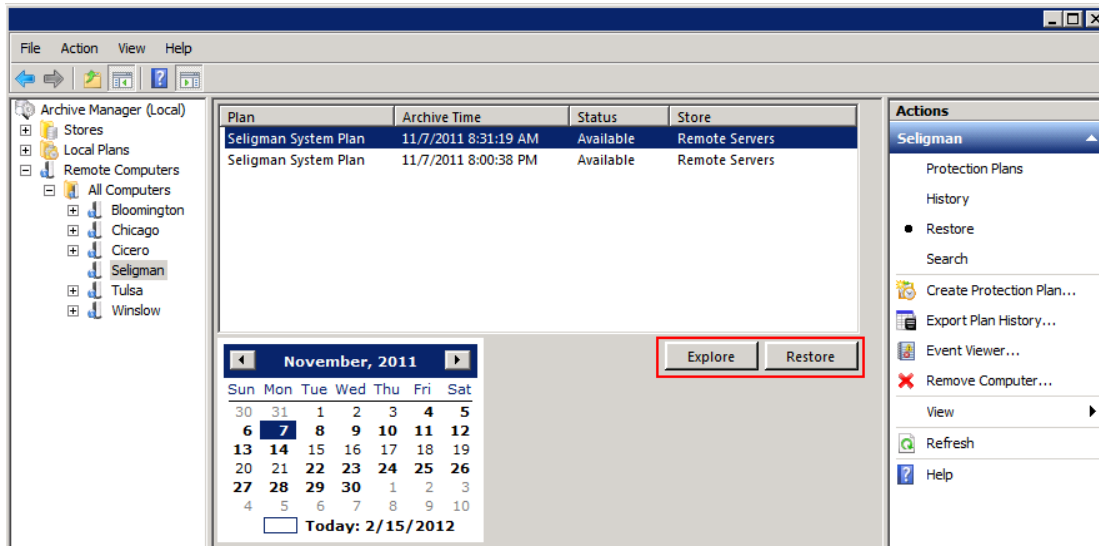 File Action View Help
Archive Manager (Local)
Stores
Local Plans
Remote Computers
All Computers
Bloomington
Chicago
Cicero
Seligman
Tulsa
Winslow
Plan Archive Time Status Store
Seligman System Plan 11/7/2011 8:31:19 AM Available Remote Servers
Seligman System Plan 11/7/2011 8:00:38 PM Available Remote Servers
Explore Restore
November, 2011
Sun Mon Tue Wed Thu Fri Sat
30 31 1 2 3 4 5
6 7 8 9 10 11 12
13 14 15 16 17 18 19
20 21 22 23 24 25 26
27 28 29 30 1 2 3
4 5 6 7 8 9 10
Today: 2/15/2012
Actions
Seligman
Protection Plans
History
Restore
Search
Create Protection Plan...
Export Plan History...
Event Viewer...
Remove Computer...
View
Refresh
Help